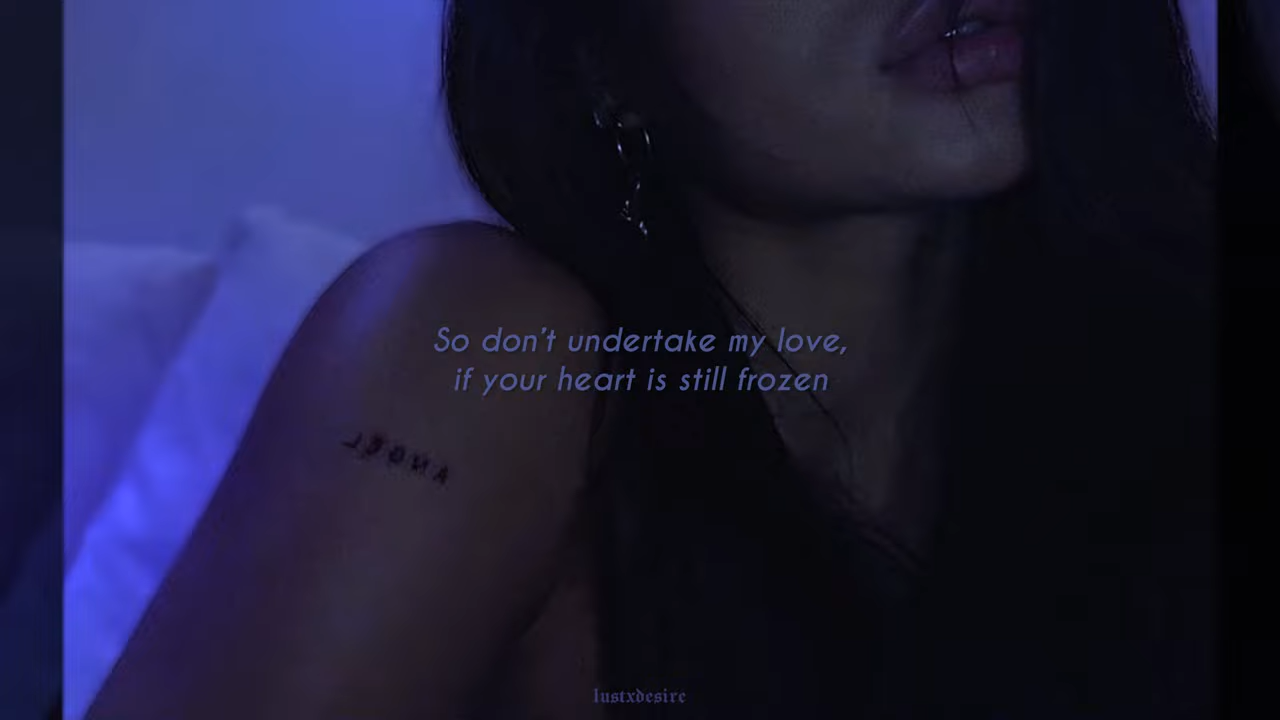 So don't undertake my love,
if your heart is still frozen
lustxdesire